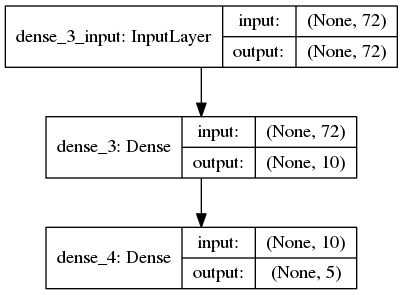 dense_3_input: InputLayer
input: (None, 72)
output: (None, 72)
dense_3: Dense
input: (None, 72)
output: (None, 10)
dense_4: Dense
input: (None, 10)
output: (None, 5)